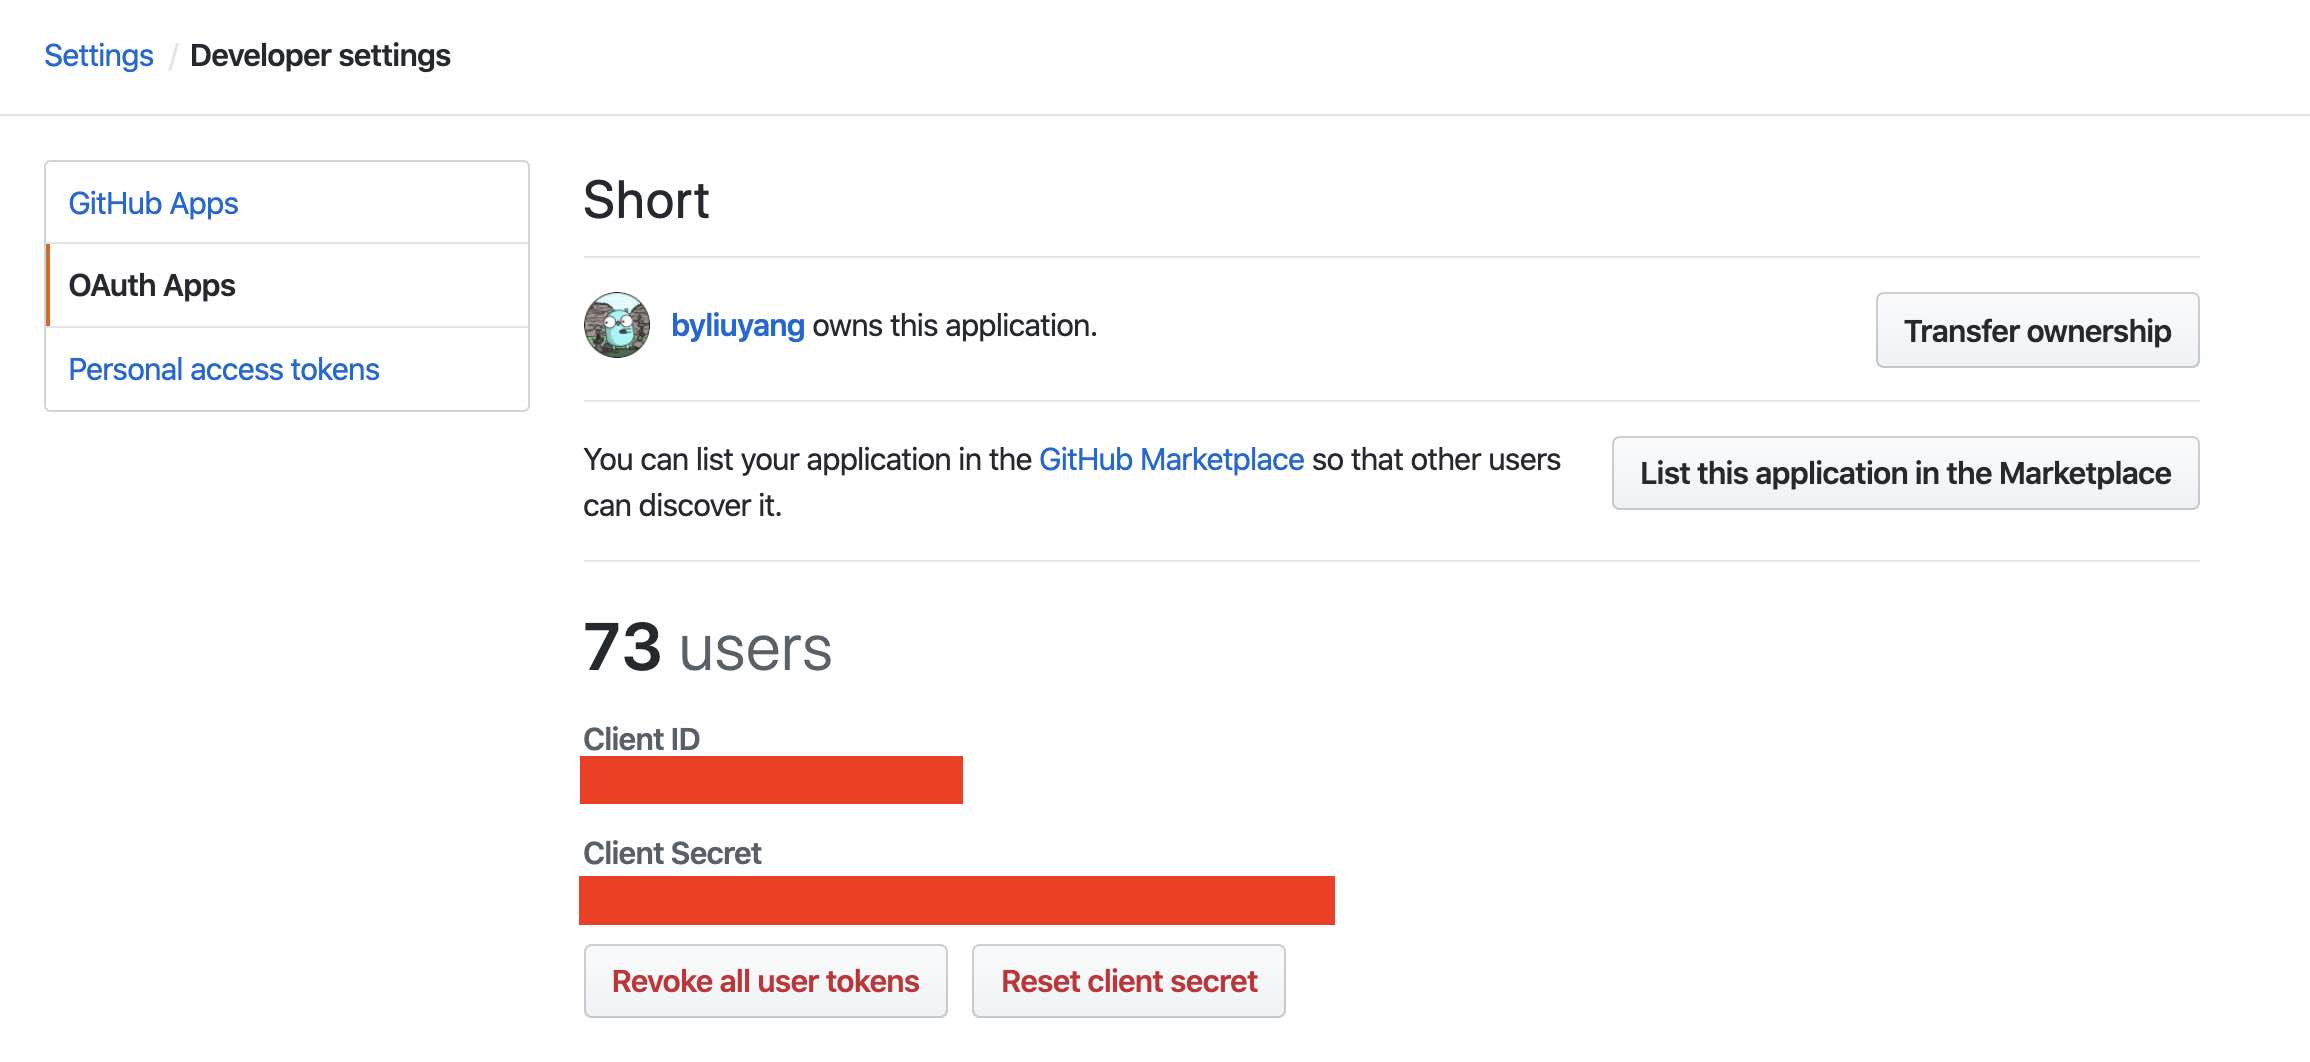 Settings / Developer settings
GitHub Apps
OAuth Apps
Personal access tokens
Short
byliuyang owns this application.
Transfer ownership
You can list your application in the GitHub Marketplace so that other users
can discover it.
List this application in the Marketplace
73 users
Client ID
Client Secret
Revoke all user tokens
Reset client secret